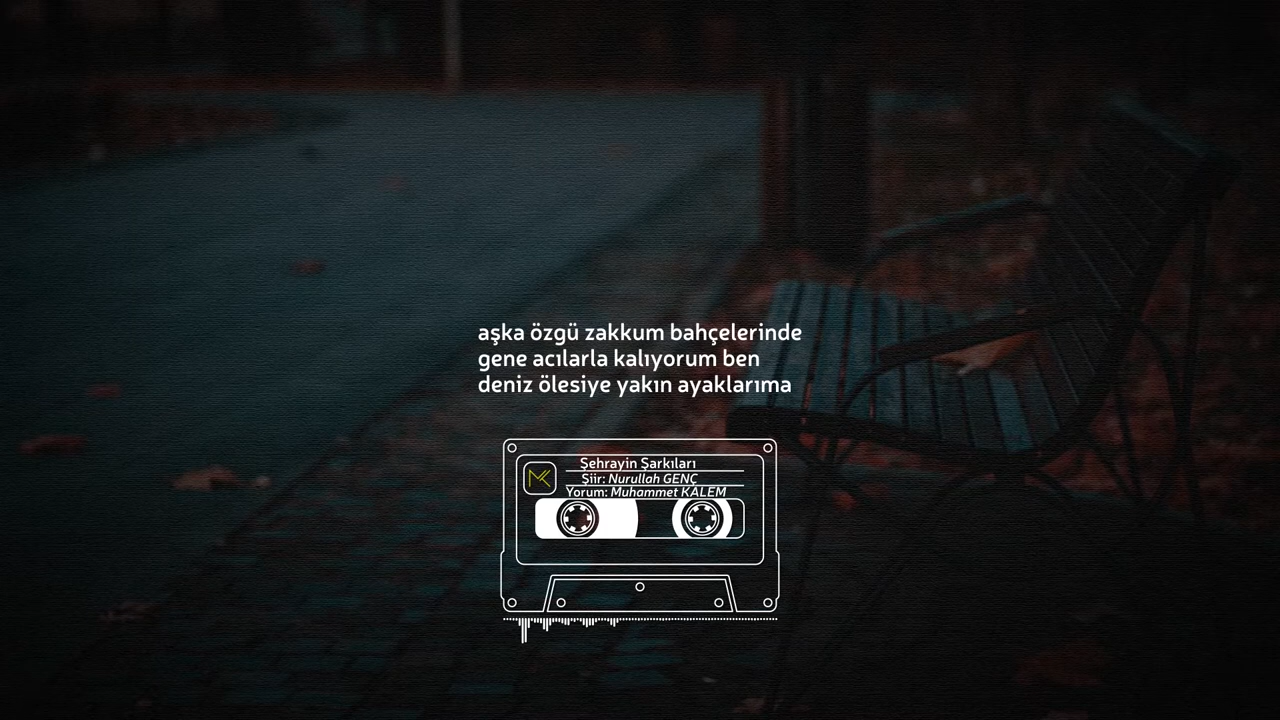 aşka özgü zakkum bahçelerinde
gene acılarla kalıyorum ben
deniz ölesiye yakın ayaklarıma
Şehrayin Şarkıları
Şiir: Nurullah GENÇ
Yorum: Muhammet KALEM
MK